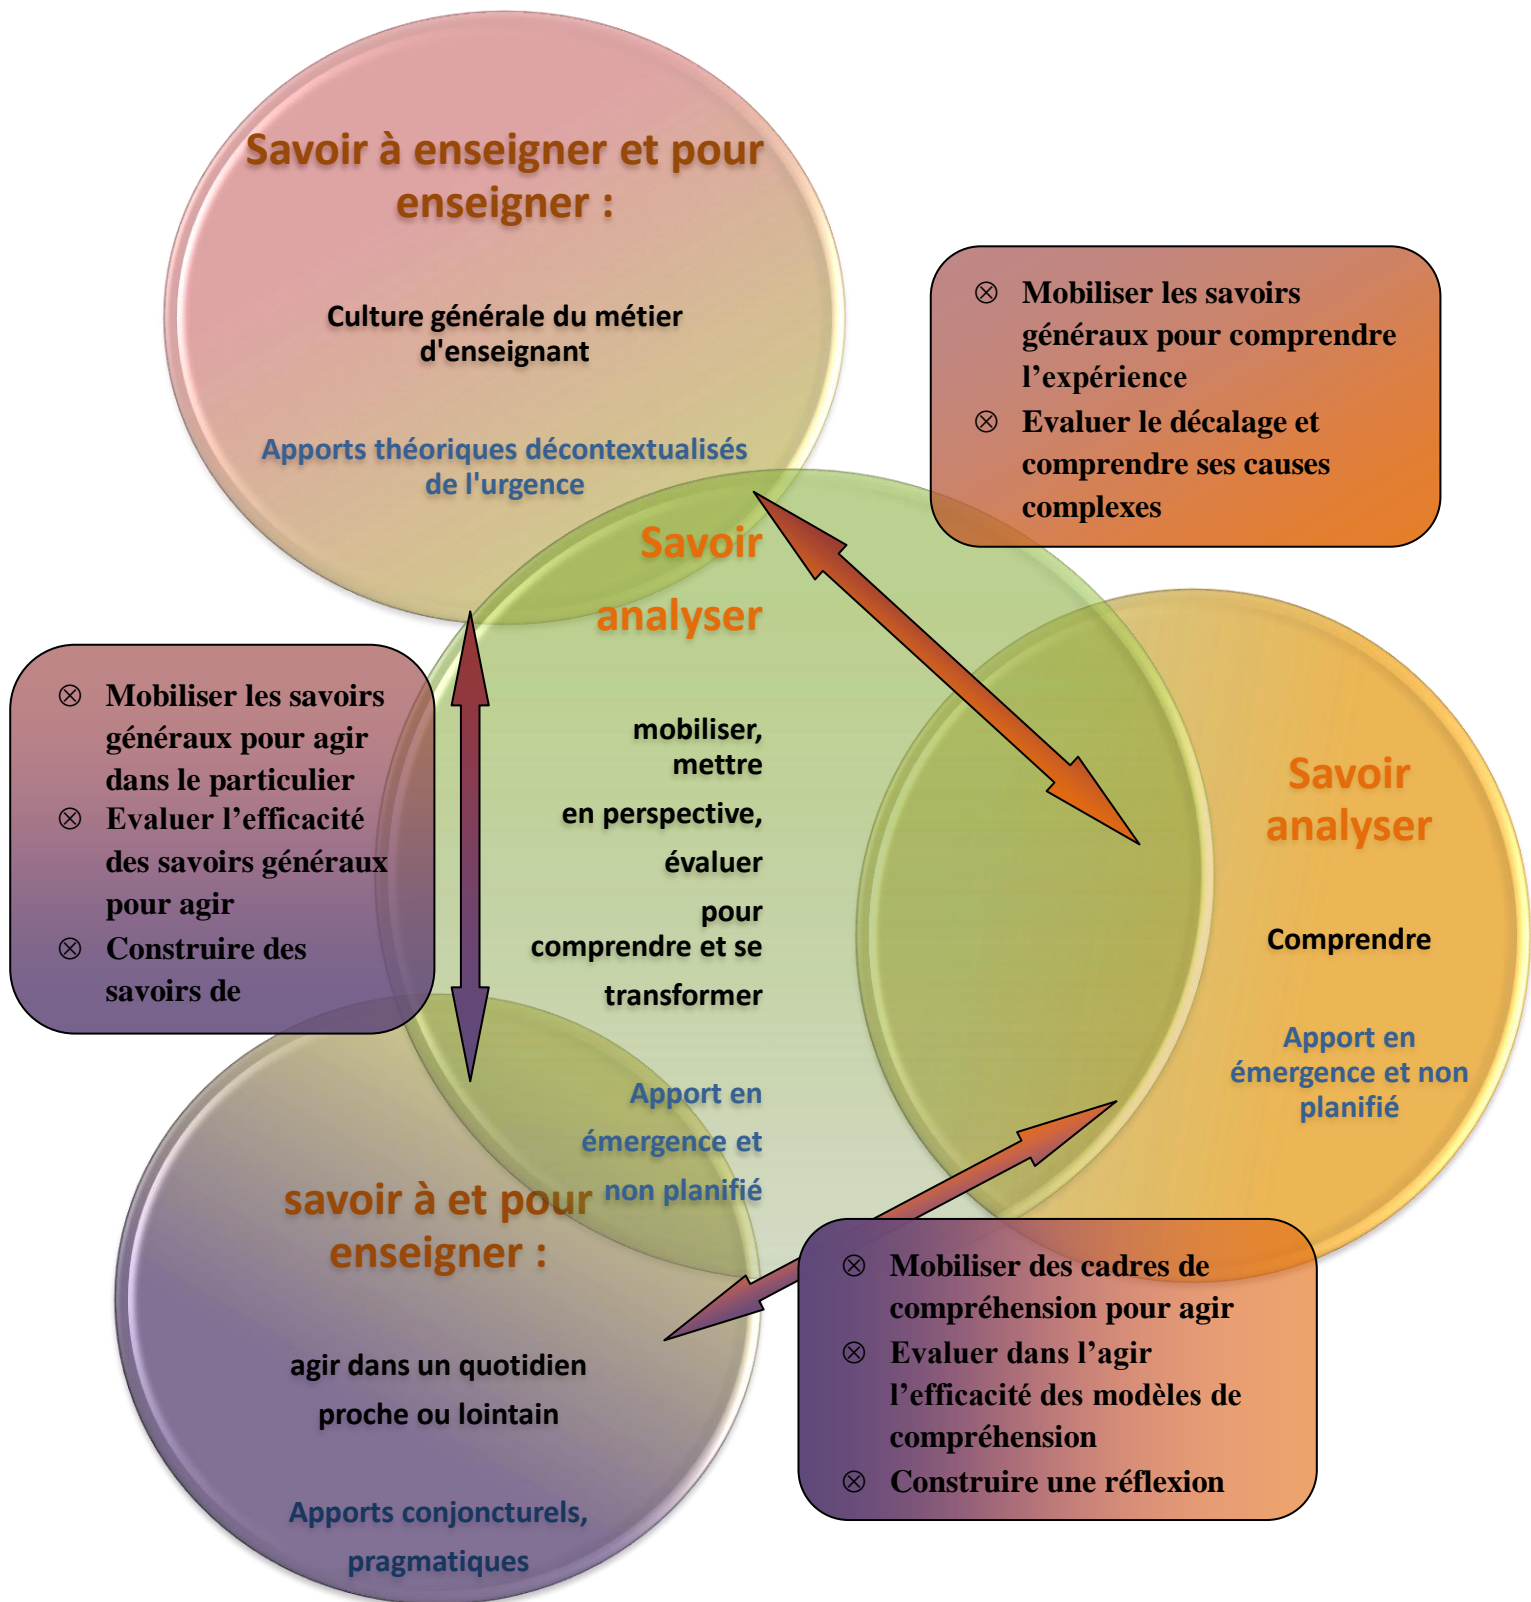 Savoir à enseigner et pour
enseigner :
Culture générale du métier
d'enseignant
Apports théoriques décontextualisés
de l'urgence
⊗ Mobiliser les savoirs
généraux pour comprendre
l’expérience
⊗ Evaluer le décalage et
comprendre ses causes
complexes
Savoir
analyser
mobiliser,
mettre
en perspective,
évaluer
pour
comprendre et se
transformer
Apport en
émergence et
non planifié
⊗ Mobiliser les savoirs
généraux pour agir
dans le particulier
⊗ Evaluer l’efficacité
des savoirs généraux
pour agir
⊗ Construire des
savoirs de
Savoir
analyser
Comprendre
Apport en
émergence et non
planifié
savoir à et pour
enseigner :
agir dans un quotidien
proche ou lointain
Apports conjoncturels,
pragmatiques
⊗ Mobiliser des cadres de
compréhension pour agir
⊗ Evaluer dans l’agir
l’efficacité des modèles de
compréhension
⊗ Construire une réflexion